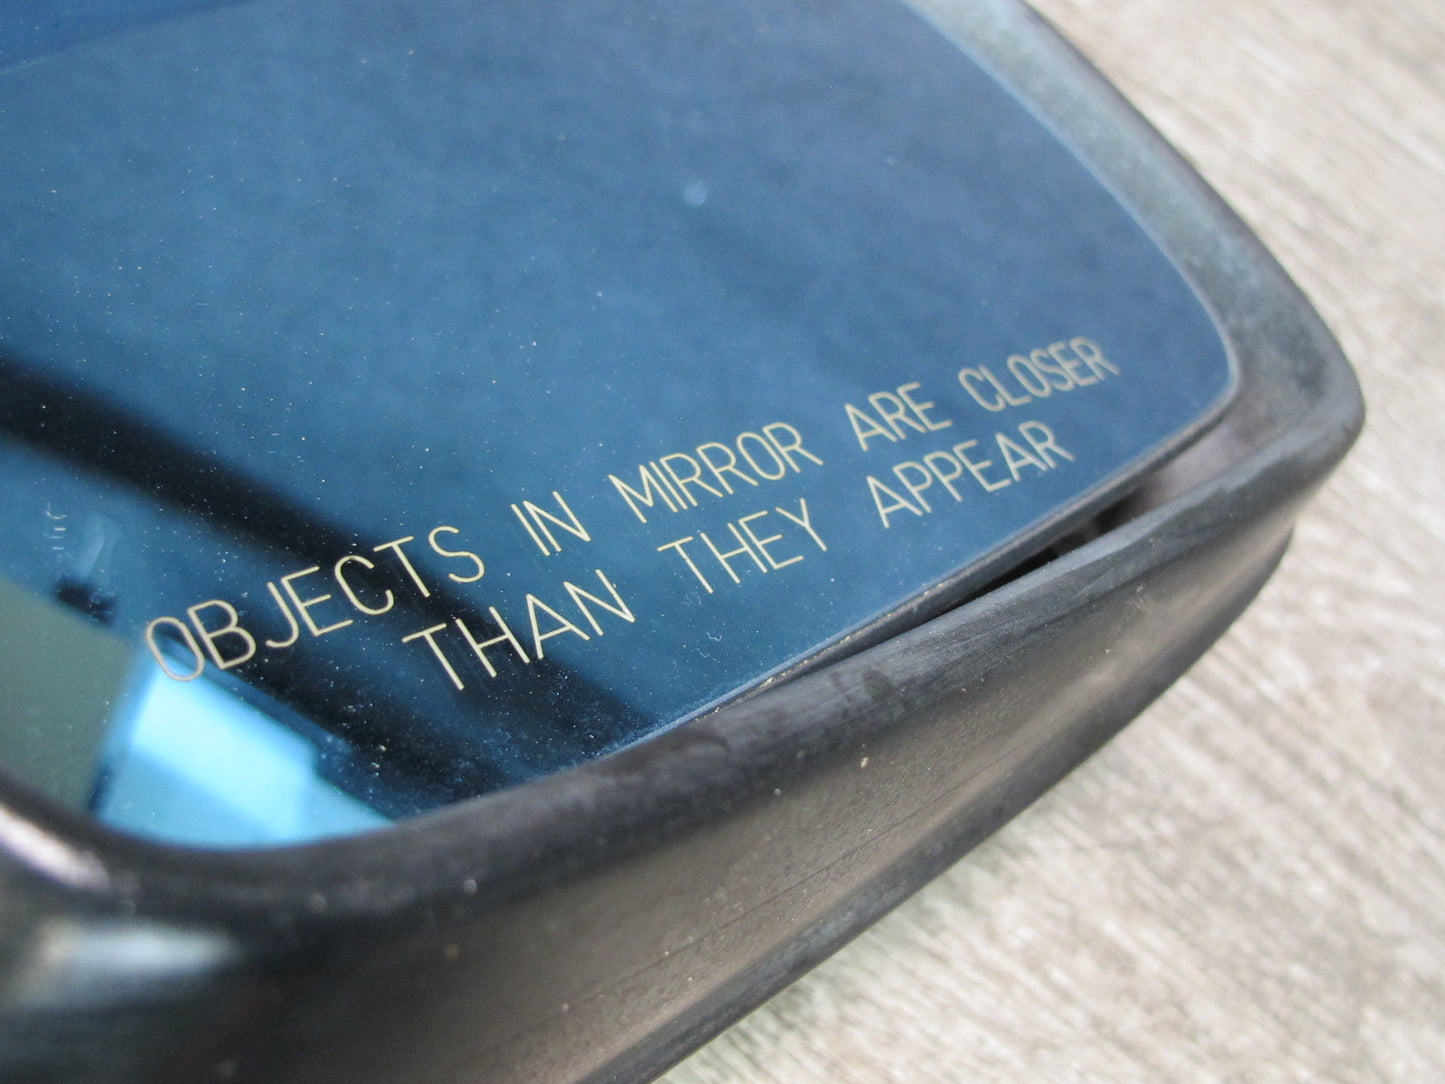 OBJECTS IN MIRROR ARE CLOSER
THAN THEY APPEAR